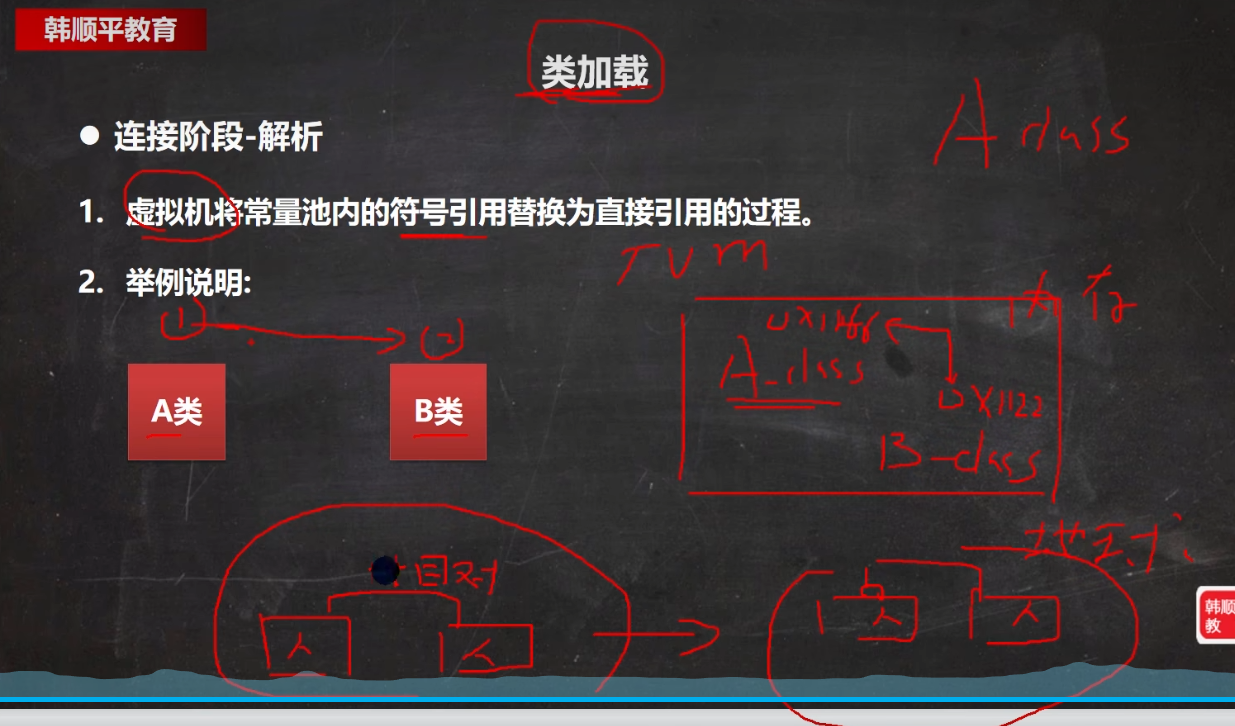 韩顺平教育
类加载
A class
● 连接阶段-解析
1. 虚拟机将常量池内的符号引用替换为直接引用的过程。
JVM
2. 举例说明:
内存
① ②
A_class
0X1122
A类 B类
B-class
相对
地址
人 人 人 人
韩顺
教